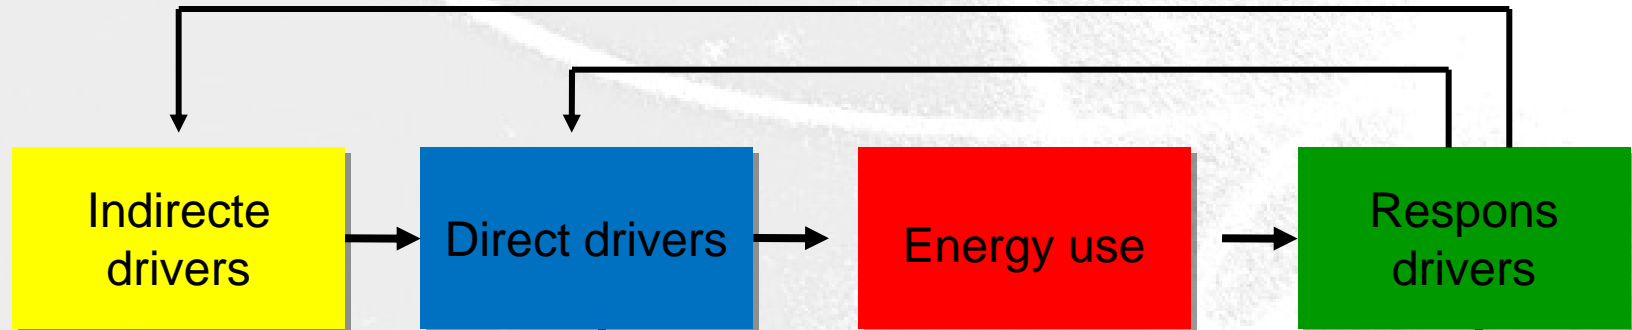 Indirecte
drivers
Direct drivers
Energy use
Respons
drivers